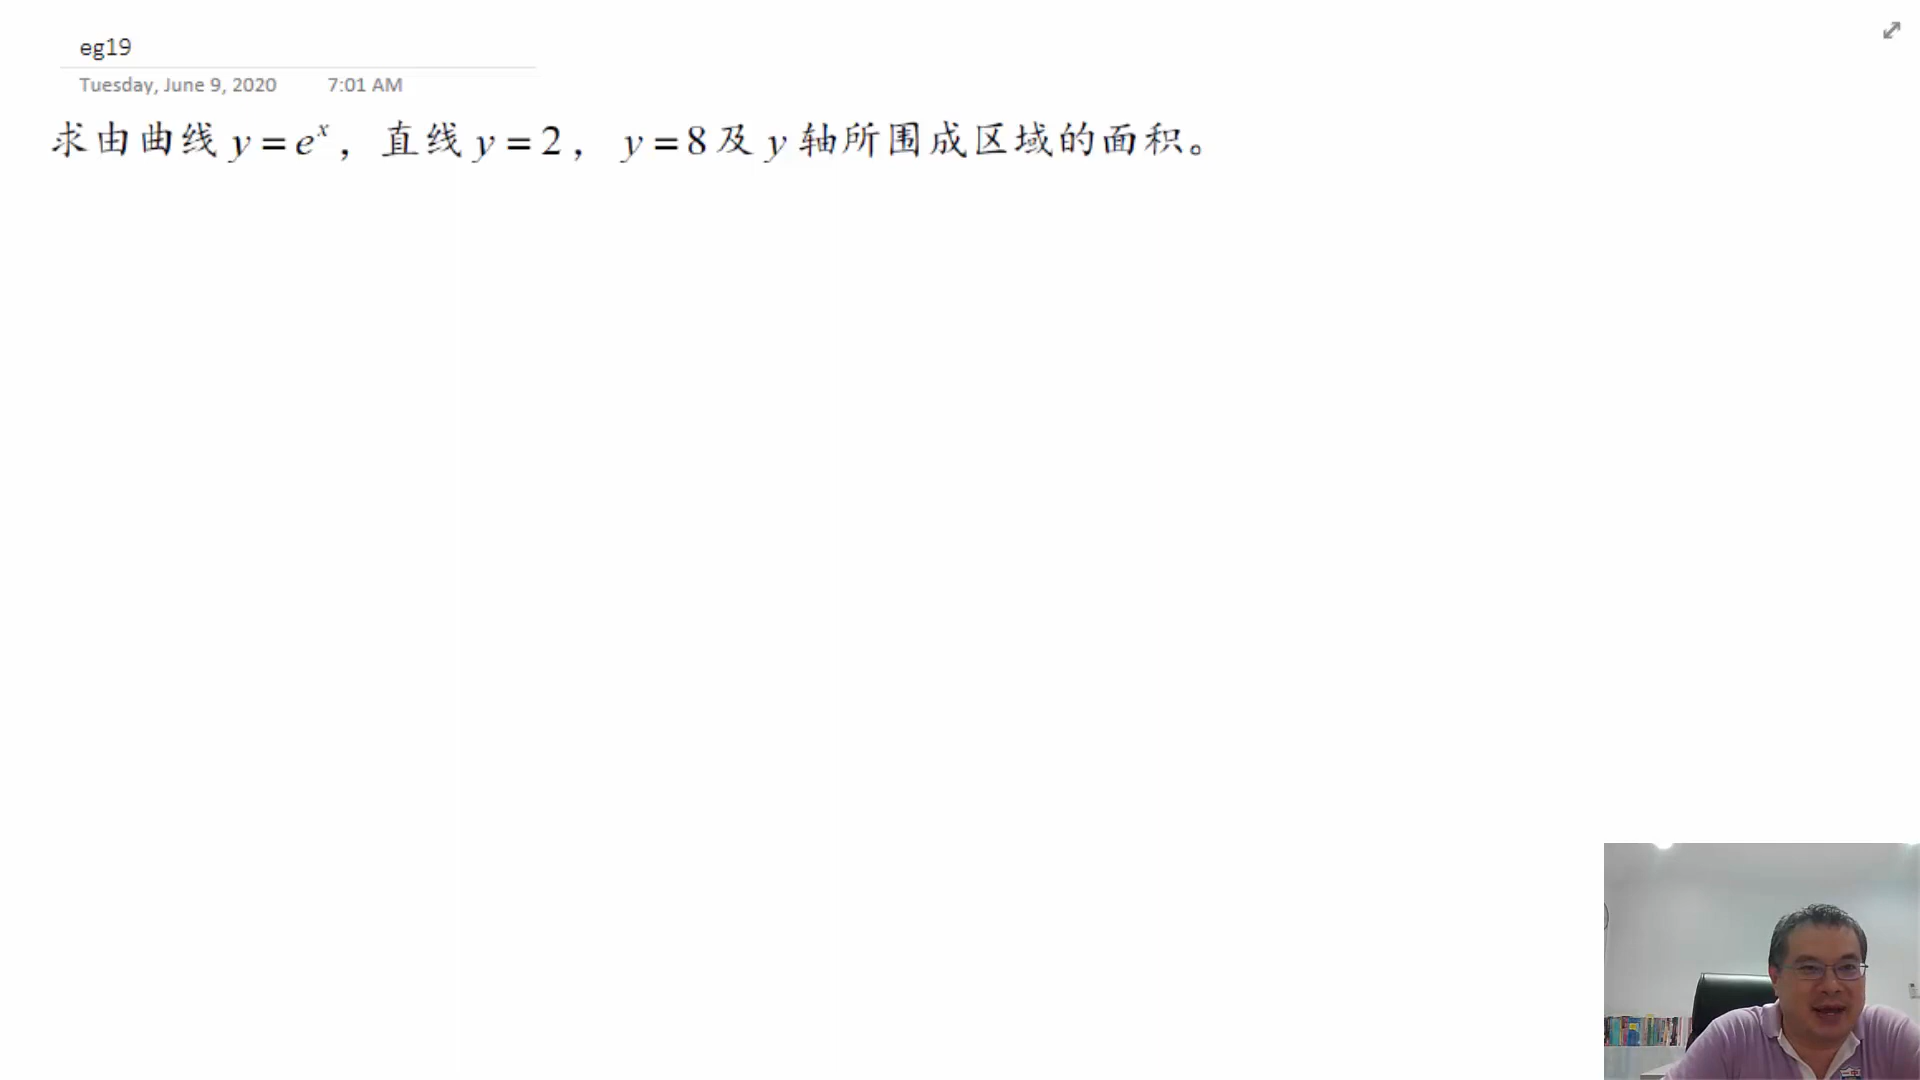 eg19
Tuesday, June 9, 2020 7:01 AM
求由曲线 y = eˣ，直线 y = 2， y = 8 及 y 轴所围成区域的面积。